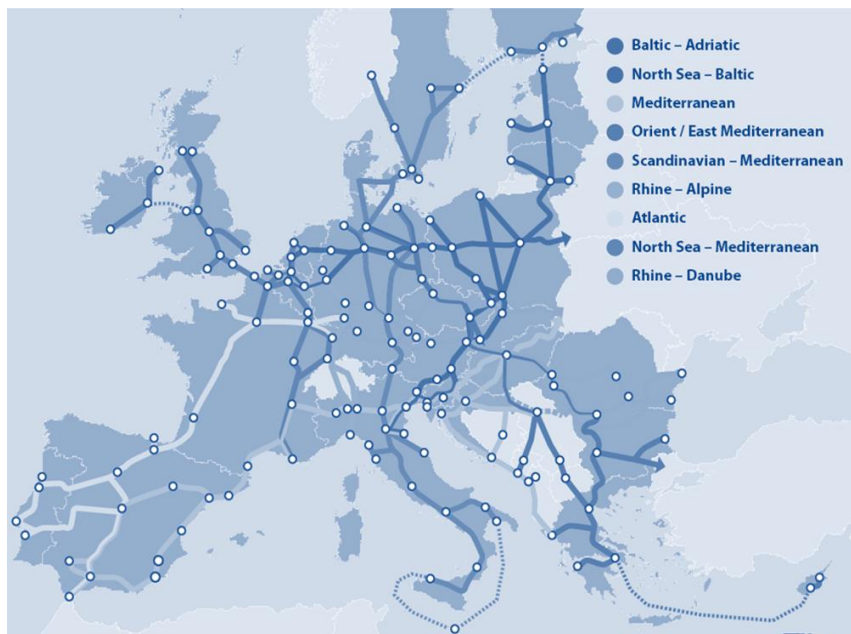 Baltic – Adriatic
North Sea – Baltic
Mediterranean
Orient / East Mediterranean
Scandinavian – Mediterranean
Rhine – Alpine
Atlantic
North Sea – Mediterranean
Rhine – Danube